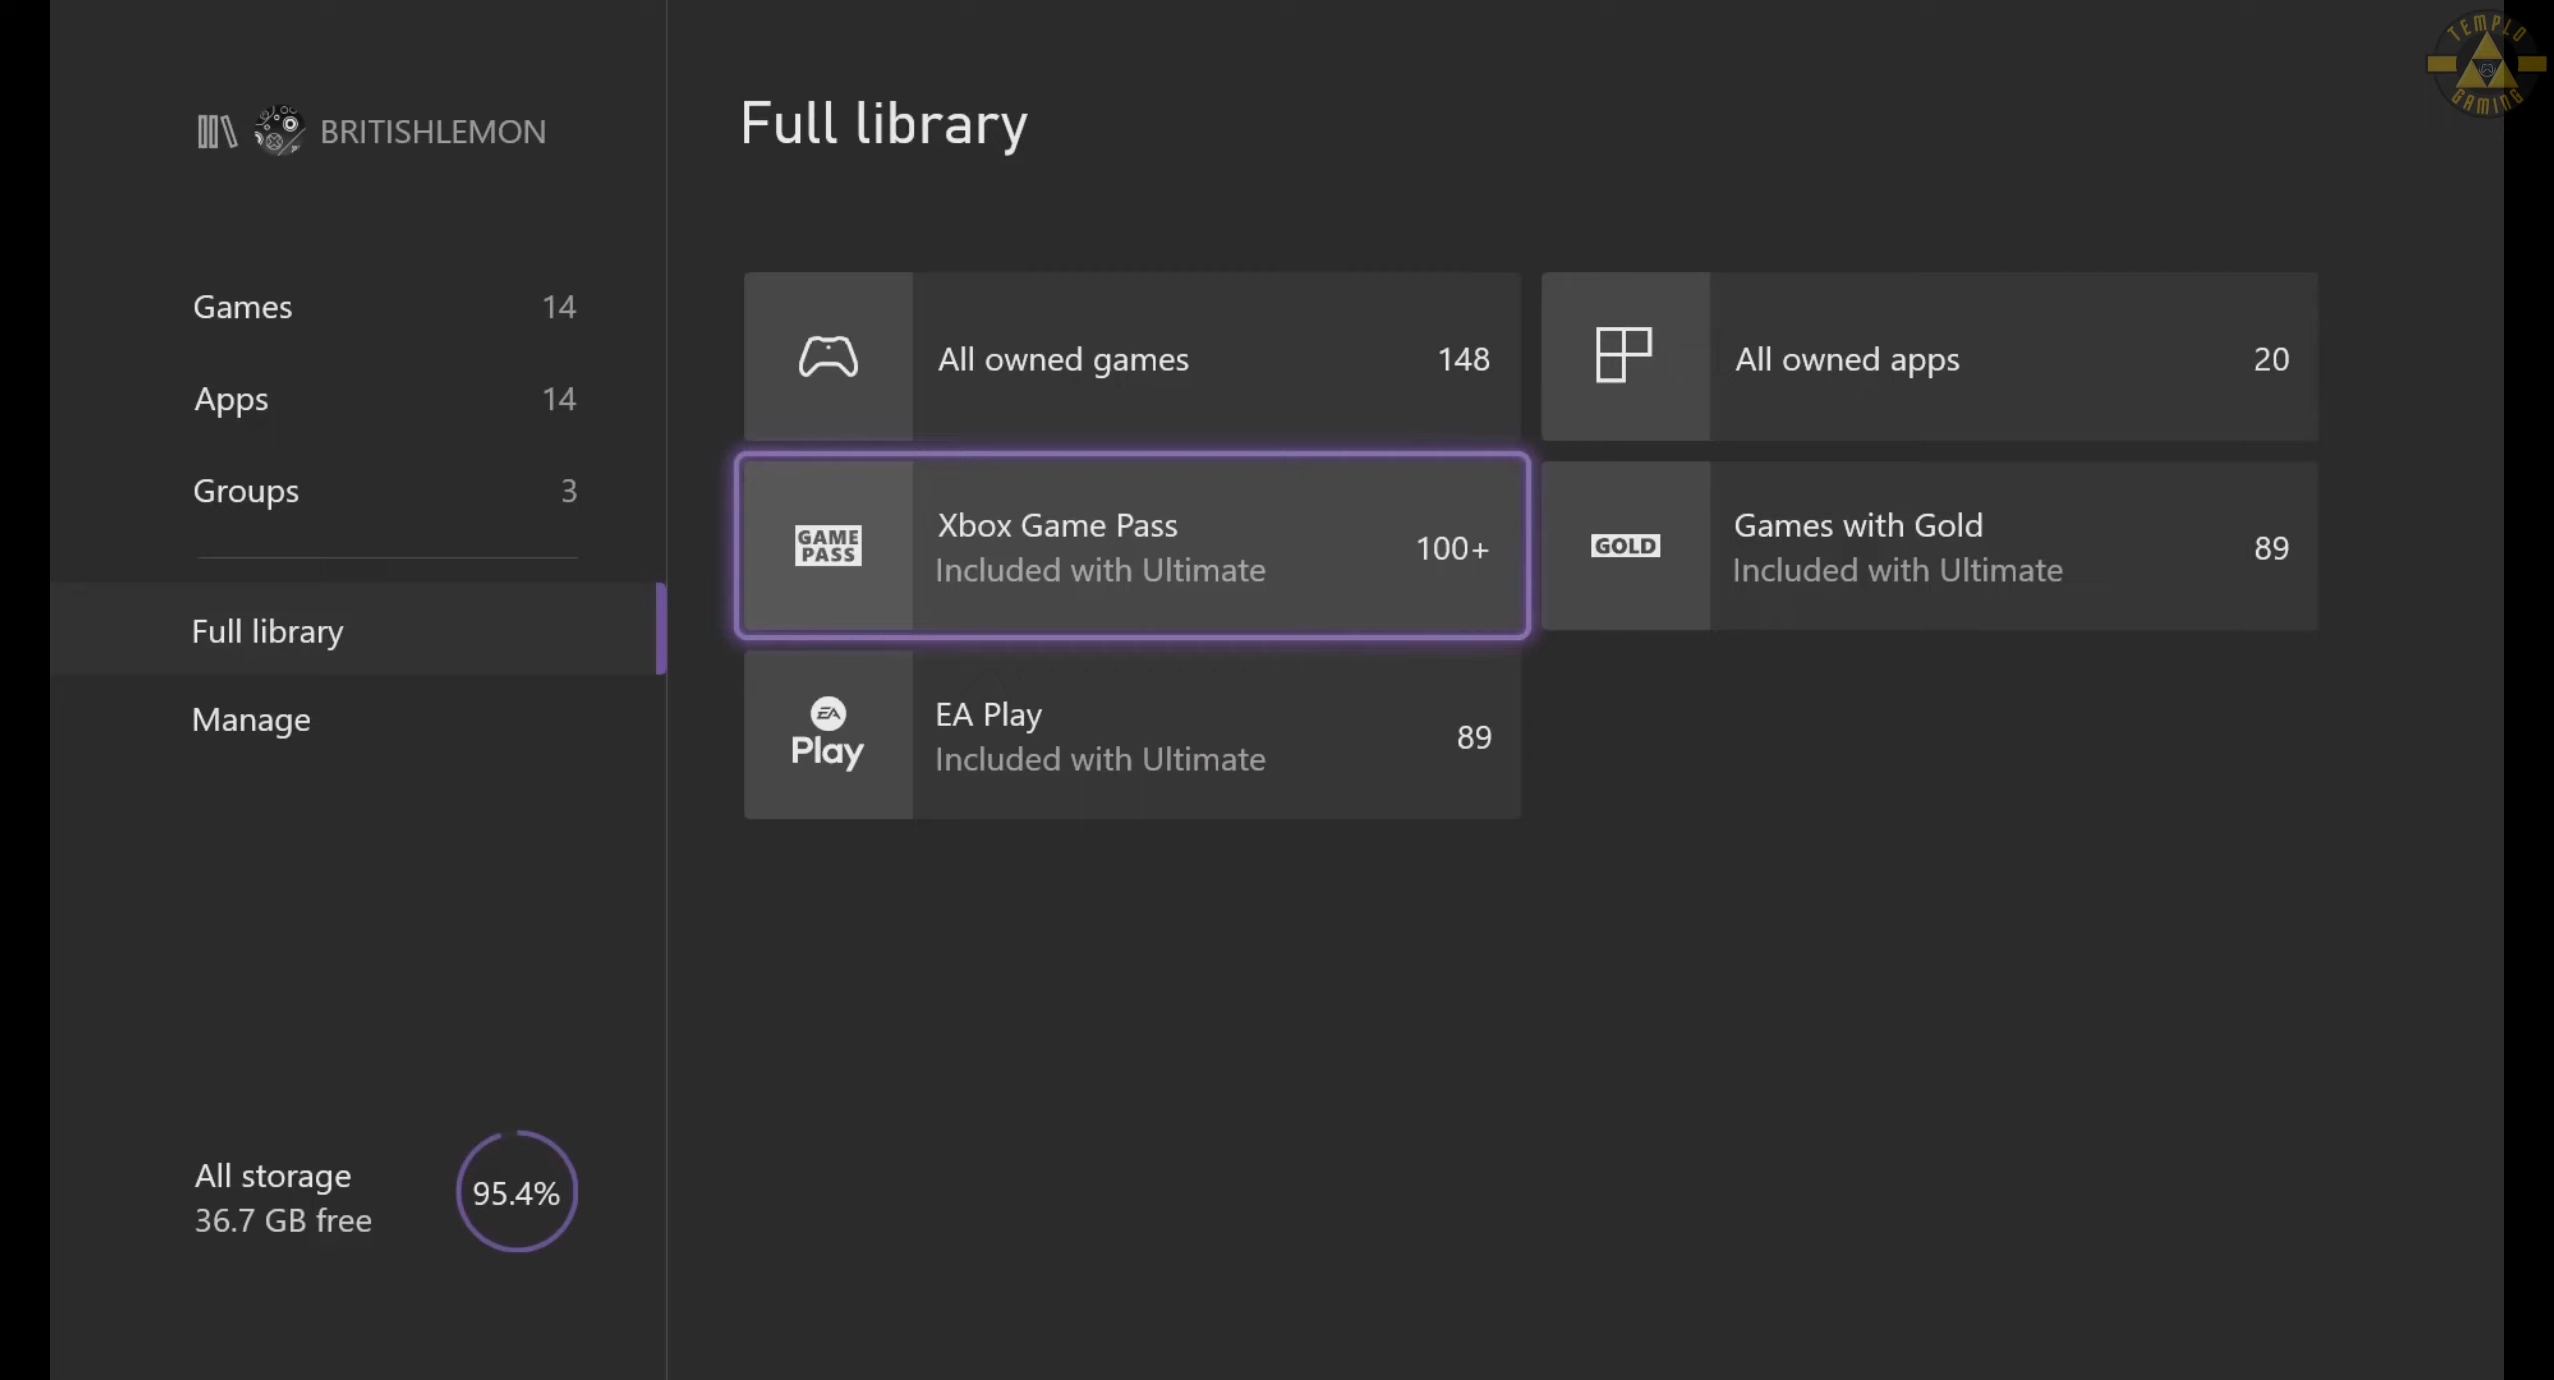 BRITISHLEMON
Games 14
Apps 14
Groups 3
Full library
Manage
All storage
36.7 GB free
95.4%
Full library
All owned games 148
All owned apps 20
GAME
PASS
Xbox Game Pass
Included with Ultimate
100+
GOLD
Games with Gold
Included with Ultimate
89
EA
Play
EA Play
Included with Ultimate
89
TEMPLO
GAMING